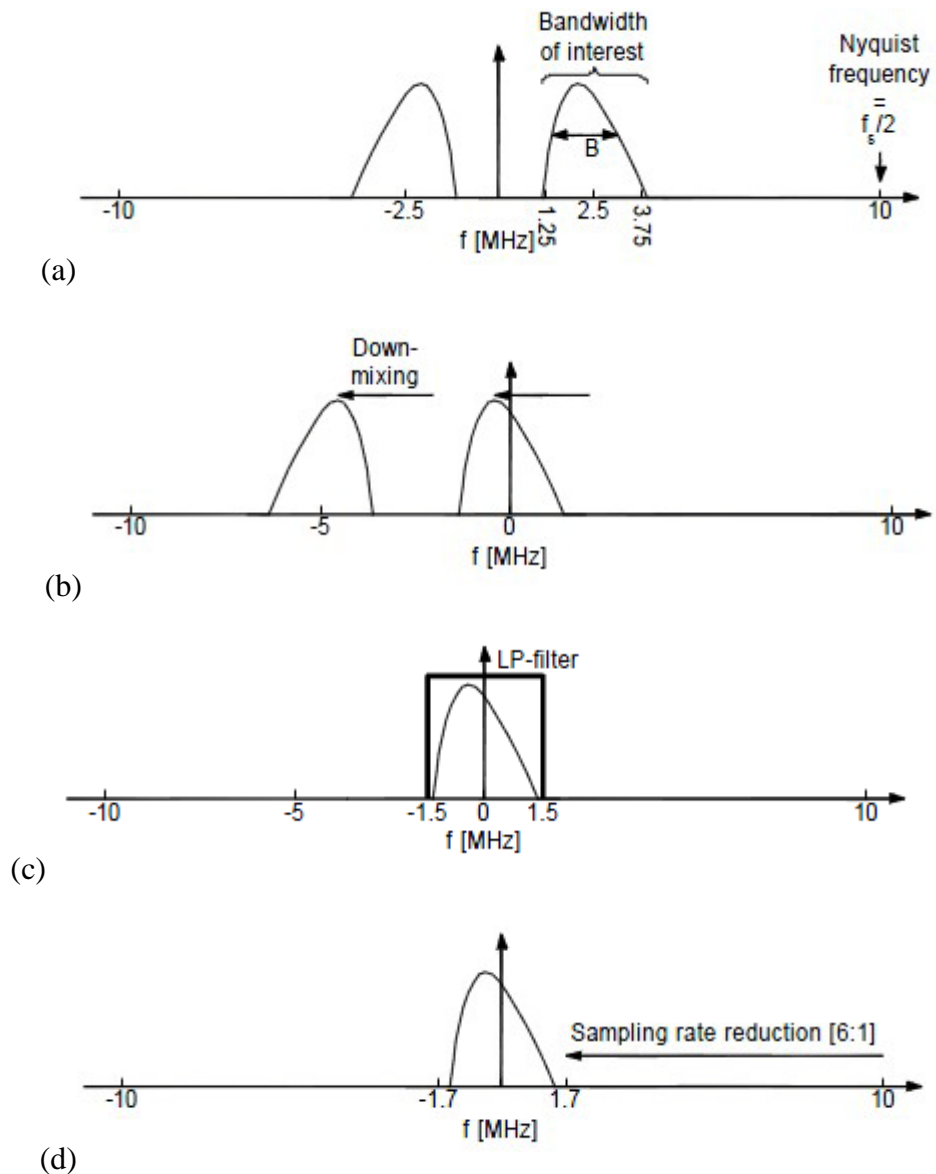 Bandwidth
of interest
Nyquist
frequency
=
f_s/2
B
-10
-2.5
1.25
2.5
3.75
10
f [MHz]
(a)
Down-
mixing
-10
-5
0
10
f [MHz]
(b)
LP-filter
-10
-5
-1.5
0
1.5
10
f [MHz]
(c)
Sampling rate reduction [6:1]
-10
-1.7
1.7
10
f [MHz]
(d)